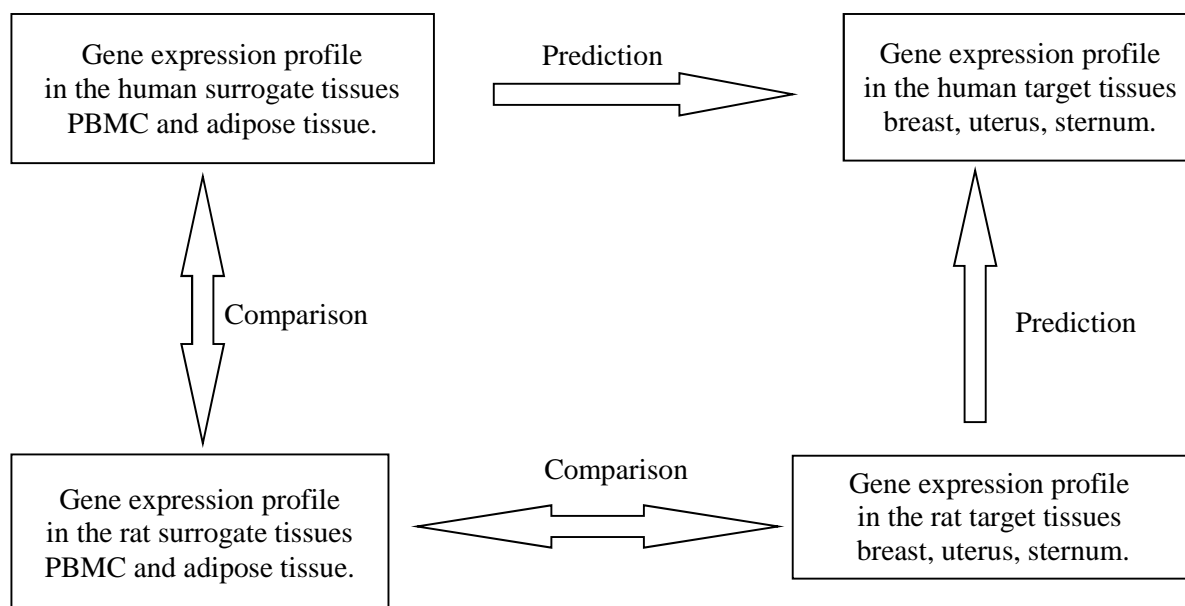 Gene expression profile
in the human surrogate tissues
PBMC and adipose tissue.
Prediction
Gene expression profile
in the human target tissues
breast, uterus, sternum.
Comparison
Prediction
Gene expression profile
in the rat surrogate tissues
PBMC and adipose tissue.
Comparison
Gene expression profile
in the rat target tissues
breast, uterus, sternum.